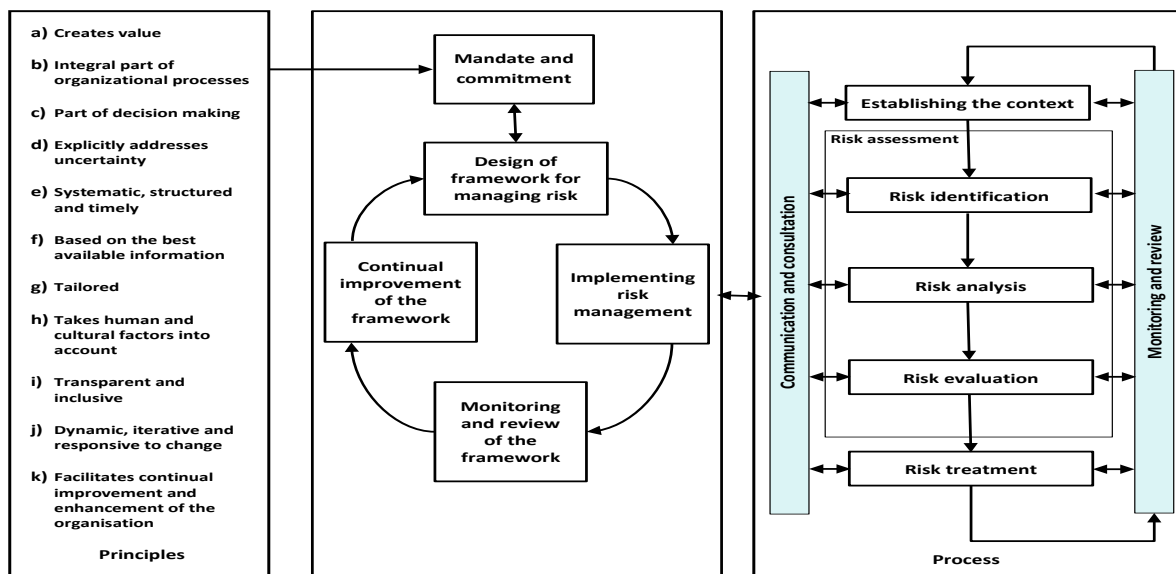 a) Creates value
b) Integral part of
organizational processes
c) Part of decision making
d) Explicitly addresses
uncertainty
e) Systematic, structured
and timely
f) Based on the best
available information
g) Tailored
h) Takes human and
cultural factors into
account
i) Transparent and
inclusive
j) Dynamic, iterative and
responsive to change
k) Facilitates continual
improvement and
enhancement of the
organisation
Principles
Mandate and
commitment
Design of
framework for
managing risk
Implementing
risk
management
Monitoring
and review
of the
framework
Continual
improvement
of the
framework
Communication and consultation
Establishing the context
Risk assessment
Risk identification
Risk analysis
Risk evaluation
Risk treatment
Monitoring and review
Process